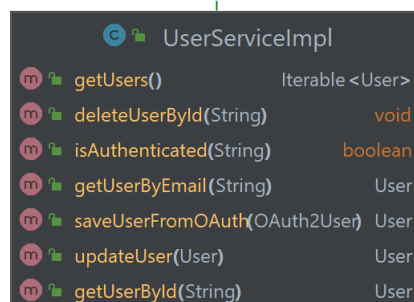 C UserServiceImpl
m getUsers() Iterable<User>
m deleteUserById(String) void
m isAuthenticated(String) boolean
m getUserByEmail(String) User
m saveUserFromOAuth(OAuth2User) User
m updateUser(User) User
m getUserById(String) User